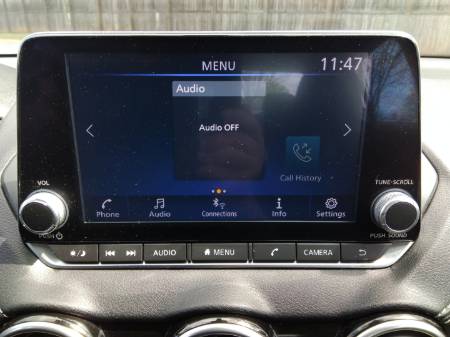 MENU 11:47
Audio
Audio OFF
Call History
VOL TUNE·SCROLL
Phone Audio Connections Info Settings
PUSH PUSH SOUND
AUDIO MENU CAMERA